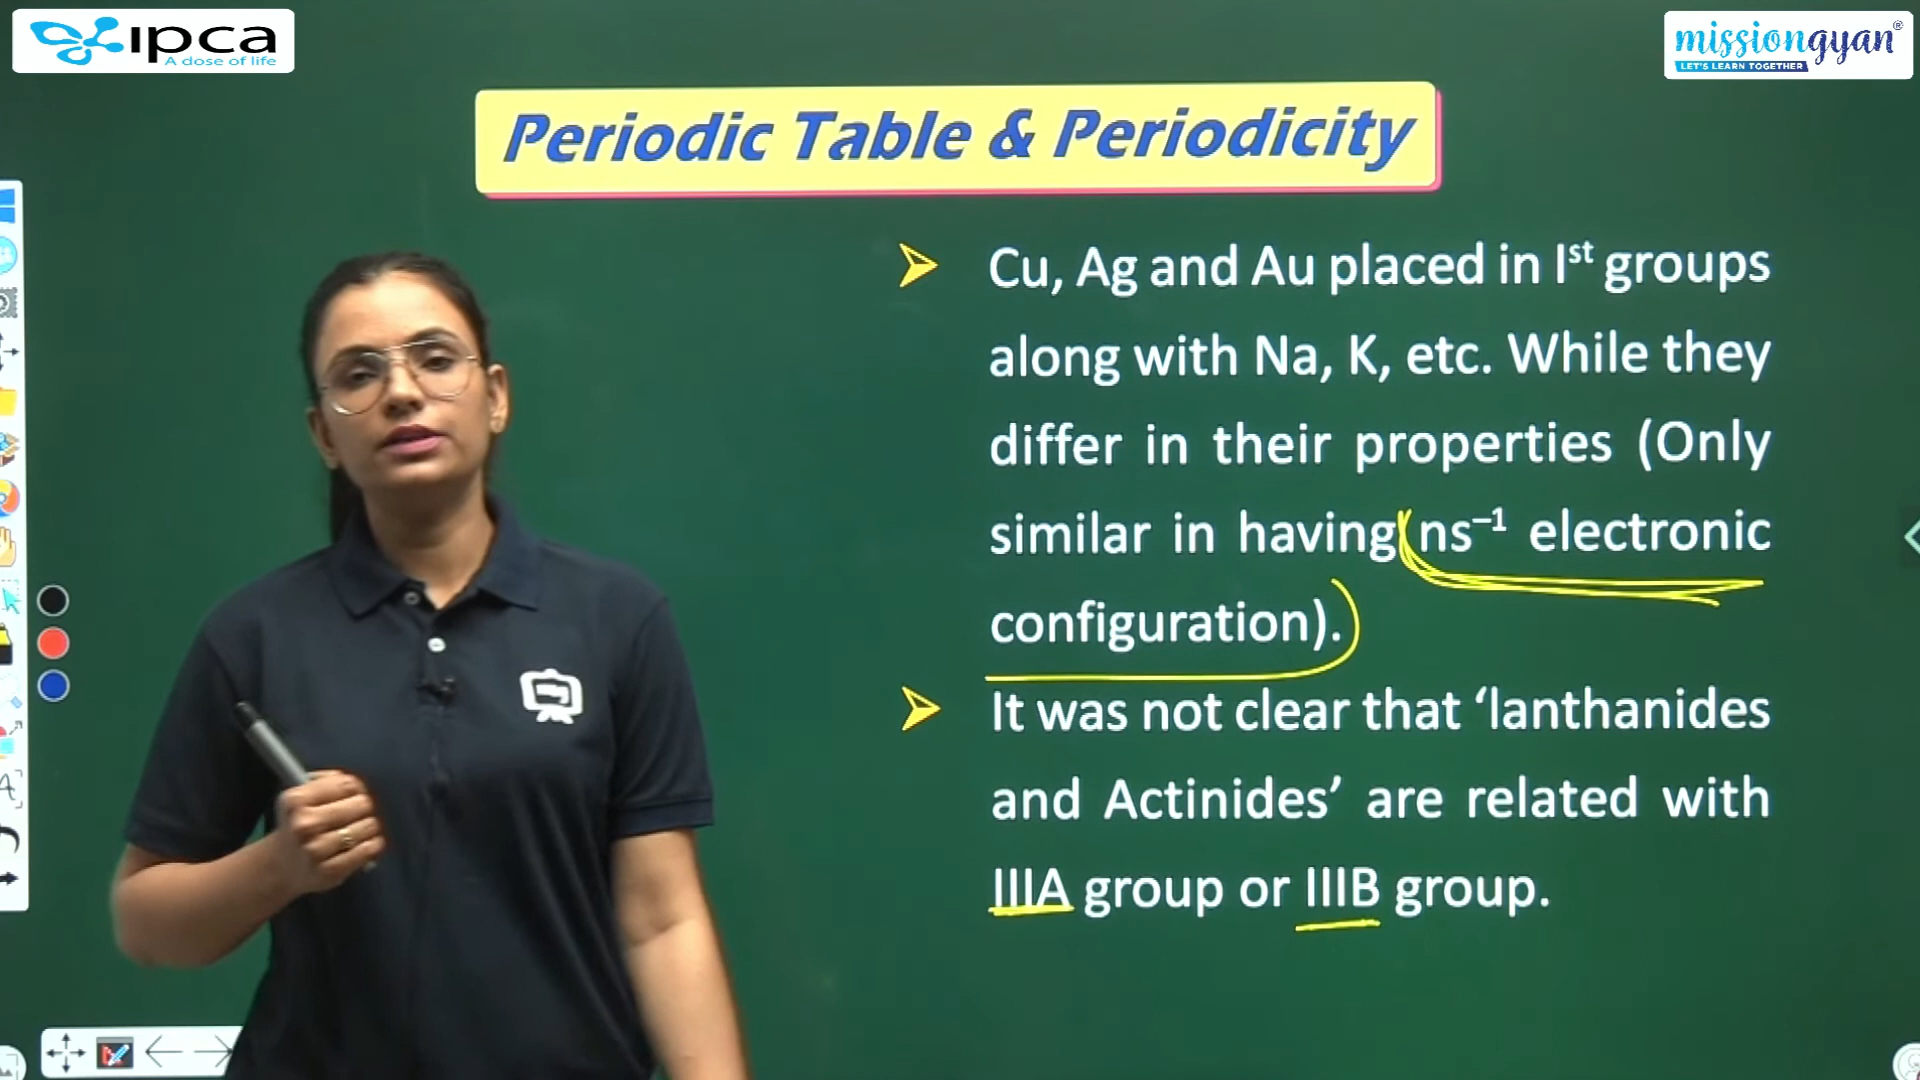 ipca
A dose of life
missiongyan®
LET'S LEARN TOGETHER
Periodic Table & Periodicity
➢ Cu, Ag and Au placed in Iˢᵗ groups
along with Na, K, etc. While they
differ in their properties (Only
similar in having ns⁻¹ electronic
configuration).
➢ It was not clear that ‘lanthanides
and Actinides’ are related with
IIIA group or IIIB group.